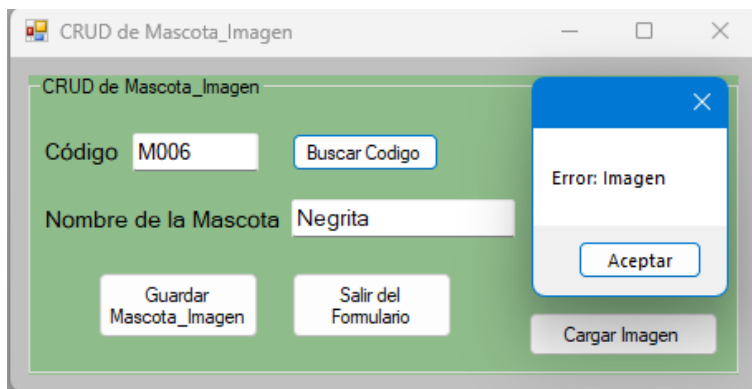 CRUD de Mascota_Imagen
CRUD de Mascota_Imagen
Código M006 Buscar Codigo
Error: Imagen
Nombre de la Mascota Negrita
Aceptar
Guardar
Mascota_Imagen
Salir del
Formulario
Cargar Imagen